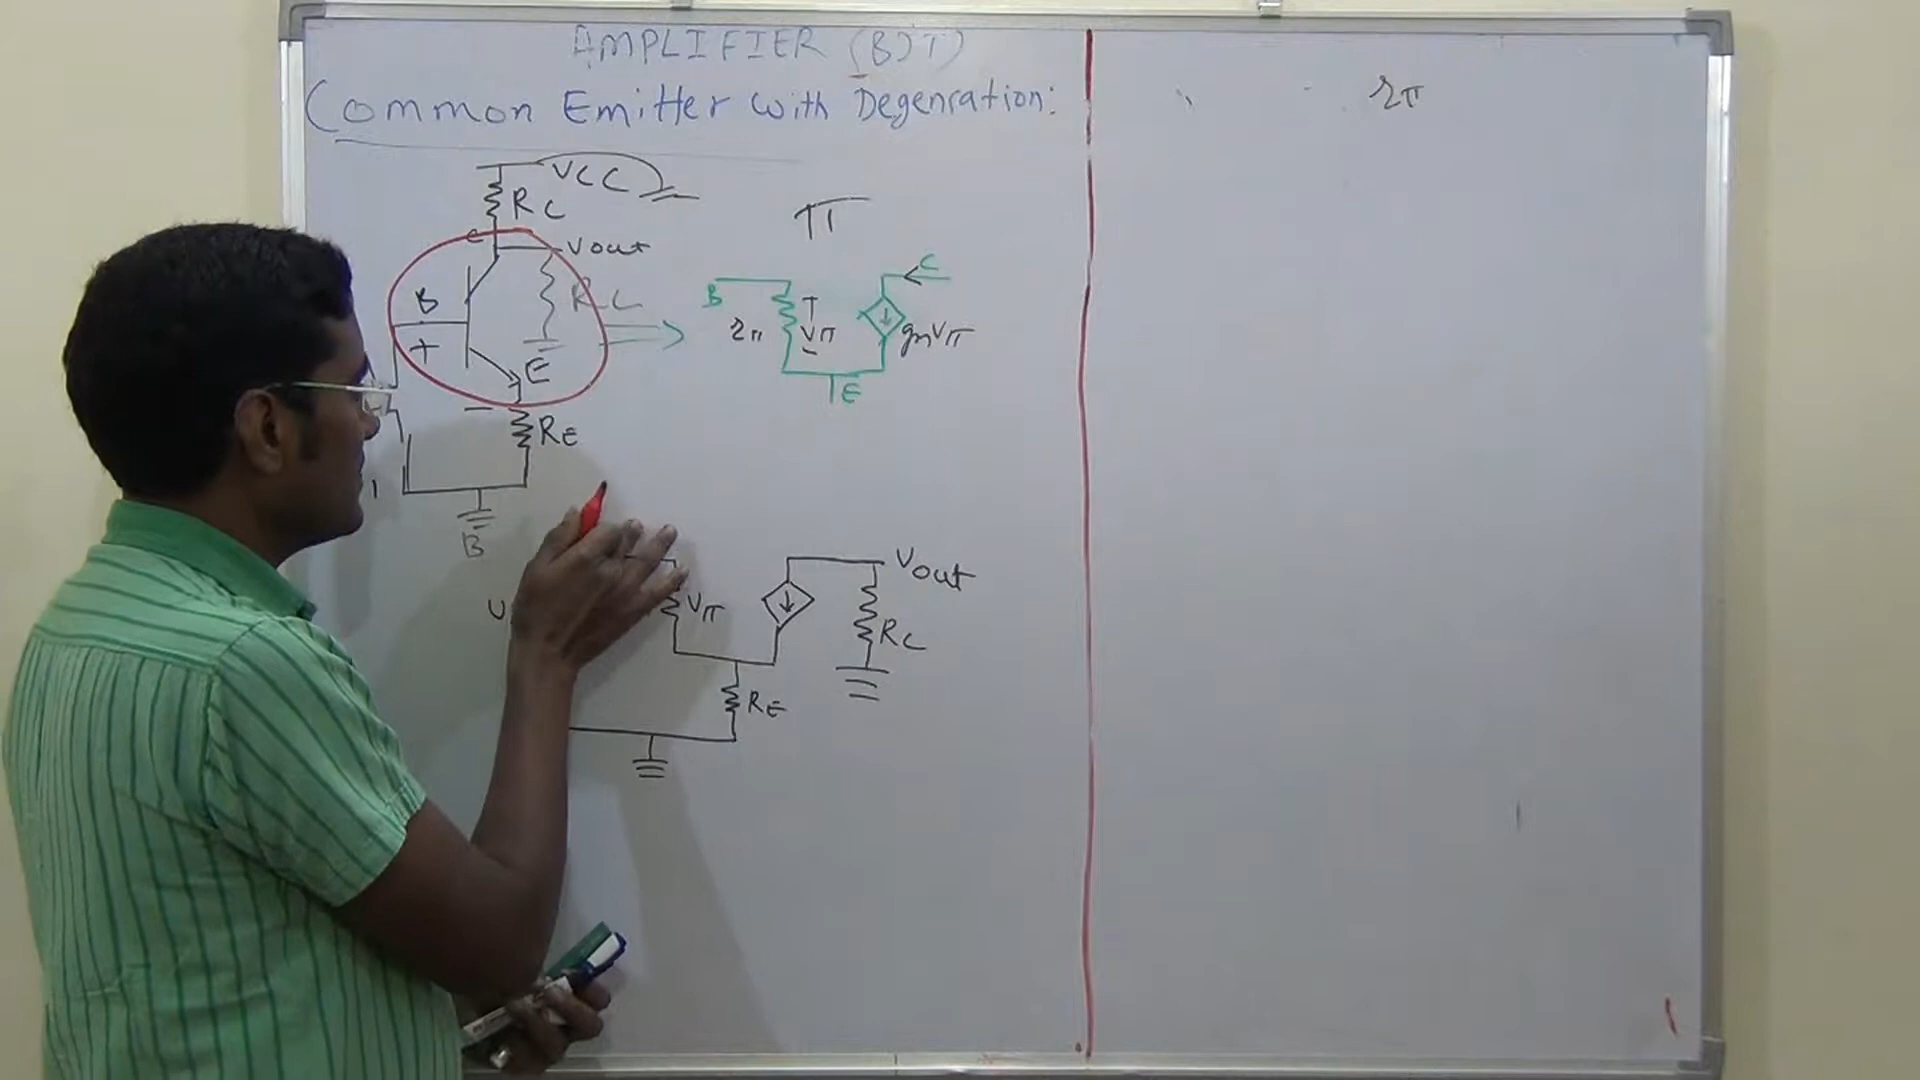 AMPLIFIER (BJT)
Common Emitter with Degenration:
VCC
RC
C
Vout
B
RL
+
E
-
RE
B
π
B
C
rπ
+
Vπ
-
gmVπ
E
Vπ
Vout
RC
RE
rπ